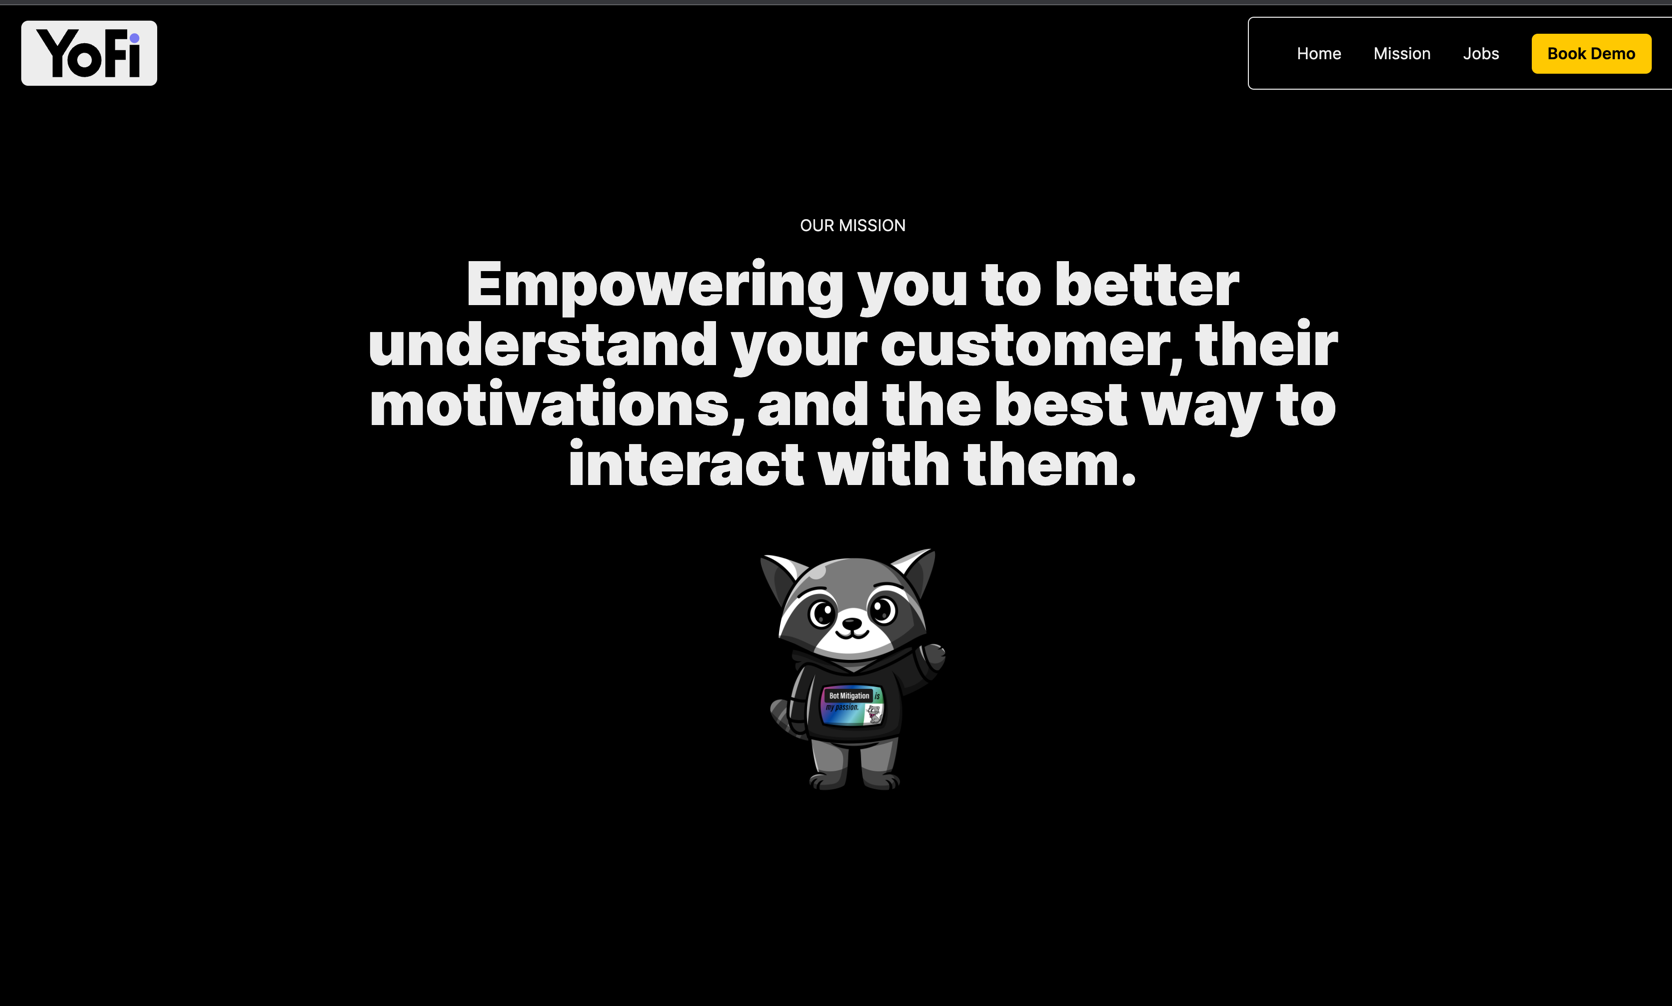 YoFi
Home
Mission
Jobs
Book Demo
OUR MISSION
Empowering you to better
understand your customer, their
motivations, and the best way to
interact with them.
Bot Mitigation is
my passion.